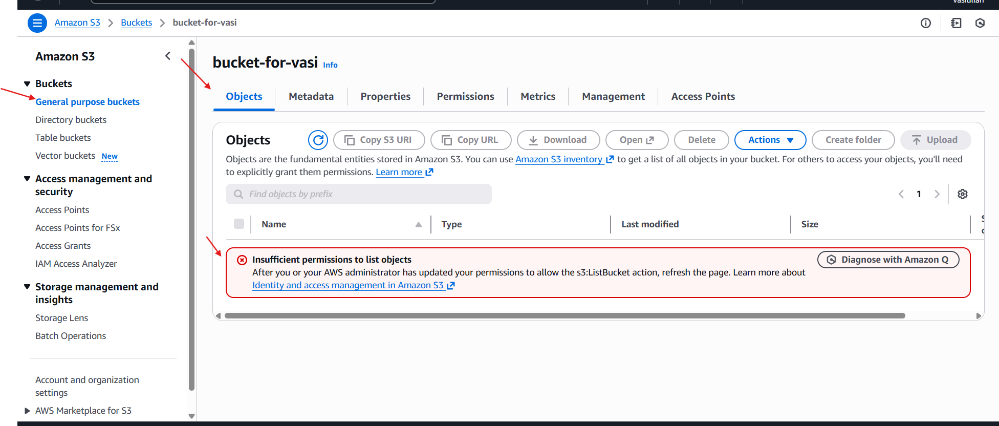 Vasiullah
Amazon S3 > Buckets > bucket-for-vasi
Amazon S3
Buckets
General purpose buckets
Directory buckets
Table buckets
Vector buckets New
Access management and
security
Access Points
Access Points for FSx
Access Grants
IAM Access Analyzer
Storage management and
insights
Storage Lens
Batch Operations
Account and organization
settings
AWS Marketplace for S3
bucket-for-vasi Info
Objects Metadata Properties Permissions Metrics Management Access Points
Objects Copy S3 URI Copy URL Download Open Delete Actions Create folder Upload
Objects are the fundamental entities stored in Amazon S3. You can use Amazon S3 inventory to get a list of all objects in your bucket. For others to access your objects, you'll need
to explicitly grant them permissions. Learn more
Find objects by prefix
1
Name Type Last modified Size
Insufficient permissions to list objects
Diagnose with Amazon Q
After you or your AWS administrator has updated your permissions to allow the s3:ListBucket action, refresh the page. Learn more about
Identity and access management in Amazon S3